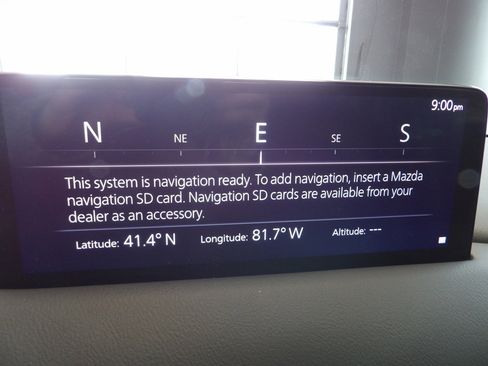 9:00pm
N NE E SE S
This system is navigation ready. To add navigation, insert a Mazda
navigation SD card. Navigation SD cards are available from your
dealer as an accessory.
Latitude: 41.4° N Longitude: 81.7° W Altitude: ---